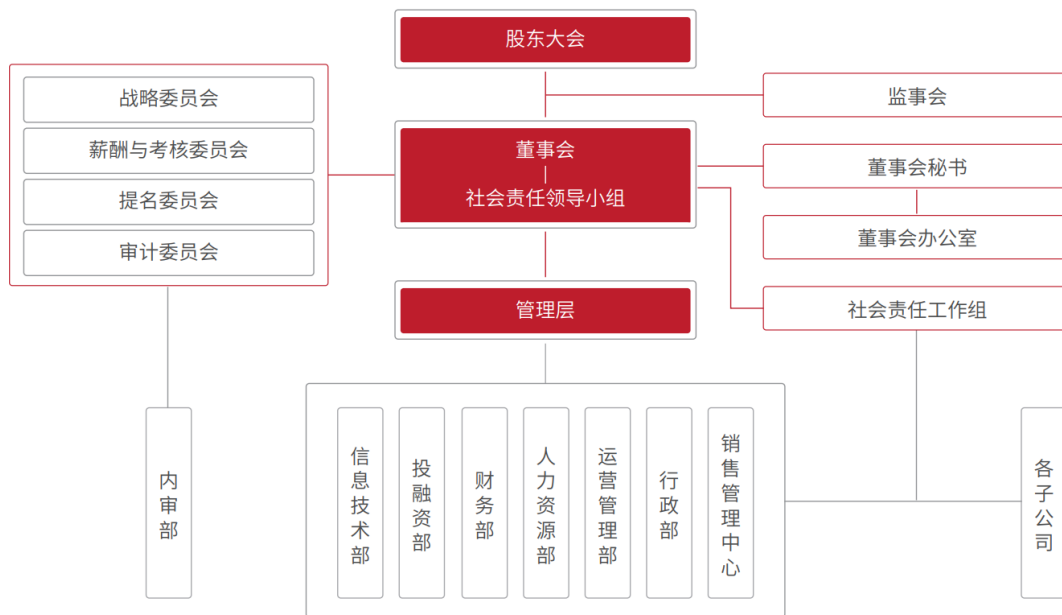 股东大会
战略委员会
薪酬与考核委员会
提名委员会
审计委员会
董事会
社会责任领导小组
监事会
董事会秘书
董事会办公室
管理层
社会责任工作组
内审部
信息技术部
投融资部
财务部
人力资源部
运营管理部
行政部
销售管理中心
各子公司